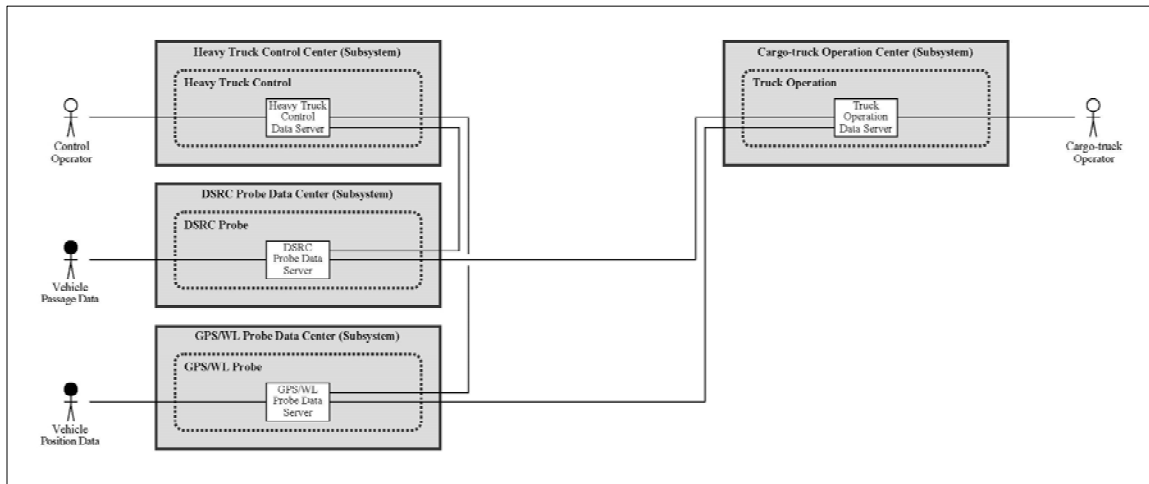 Heavy Truck Control Center (Subsystem)
Heavy Truck Control
Heavy Truck
Control
Data Server
Control
Operator
Cargo-truck Operation Center (Subsystem)
Truck Operation
Truck
Operation
Data Server
Cargo-truck
Operator
DSRC Probe Data Center (Subsystem)
DSRC Probe
DSRC
Probe Data
Server
Vehicle
Passage Data
GPS/WL Probe Data Center (Subsystem)
GPS/WL Probe
GPS/WL
Probe Data
Server
Vehicle
Position Data